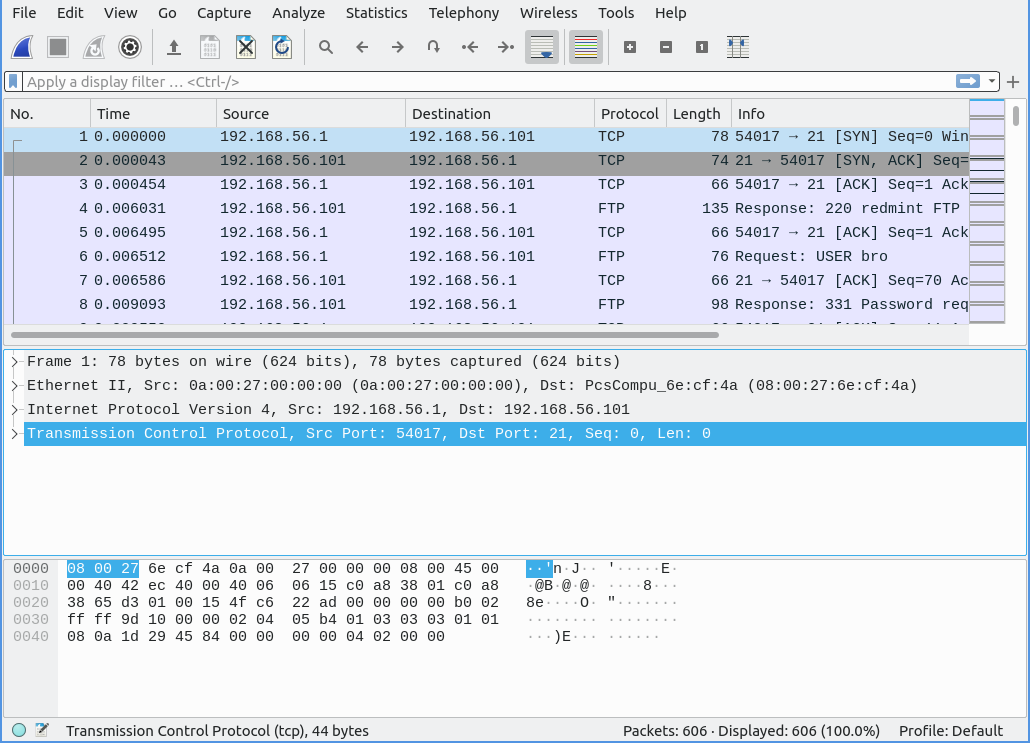 File Edit View Go Capture Analyze Statistics Telephony Wireless Tools Help
Apply a display filter … <Ctrl-/>
No. Time Source Destination Protocol Length Info
1 0.000000 192.168.56.1 192.168.56.101 TCP 78 54017 → 21 [SYN] Seq=0 Win
2 0.000043 192.168.56.101 192.168.56.1 TCP 74 21 → 54017 [SYN, ACK] Seq=
3 0.000454 192.168.56.1 192.168.56.101 TCP 66 54017 → 21 [ACK] Seq=1 Ack
4 0.006031 192.168.56.101 192.168.56.1 FTP 135 Response: 220 redmint FTP
5 0.006495 192.168.56.1 192.168.56.101 TCP 66 54017 → 21 [ACK] Seq=1 Ack
6 0.006512 192.168.56.1 192.168.56.101 FTP 76 Request: USER bro
7 0.006586 192.168.56.101 192.168.56.1 TCP 66 21 → 54017 [ACK] Seq=70 Ac
8 0.009093 192.168.56.101 192.168.56.1 FTP 98 Response: 331 Password req
Frame 1: 78 bytes on wire (624 bits), 78 bytes captured (624 bits)
Ethernet II, Src: 0a:00:27:00:00:00 (0a:00:27:00:00:00), Dst: PcsCompu_6e:cf:4a (08:00:27:6e:cf:4a)
Internet Protocol Version 4, Src: 192.168.56.1, Dst: 192.168.56.101
Transmission Control Protocol, Src Port: 54017, Dst Port: 21, Seq: 0, Len: 0
0000 08 00 27 6e cf 4a 0a 00 27 00 00 00 08 00 45 00 ··'n·J·· '·····E·
0010 00 40 42 ec 40 00 40 06 06 15 c0 a8 38 01 c0 a8 ·@B·@·@· ····8···
0020 38 65 d3 01 00 15 4f c6 22 ad 00 00 00 00 b0 02 8e····O· "·······
0030 ff ff 9d 10 00 00 02 04 05 b4 01 03 03 03 01 01 ········ ········
0040 08 0a 1d 29 45 84 00 00 00 00 04 02 00 00 ···)E··· ······
Transmission Control Protocol (tcp), 44 bytes Packets: 606 · Displayed: 606 (100.0%) Profile: Default